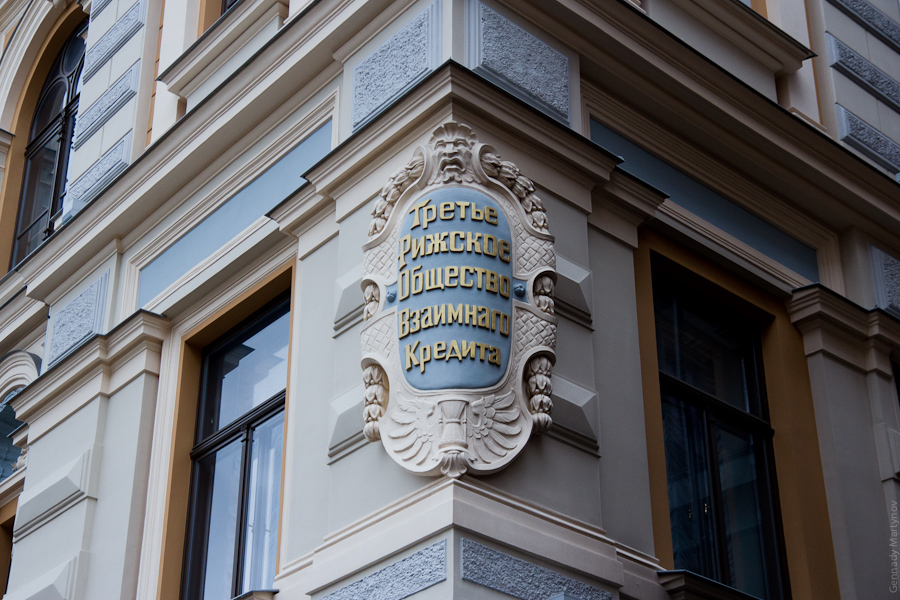 Третье
Рижское
Общество
Взаимнаго
Кредита
Gennady Martynov